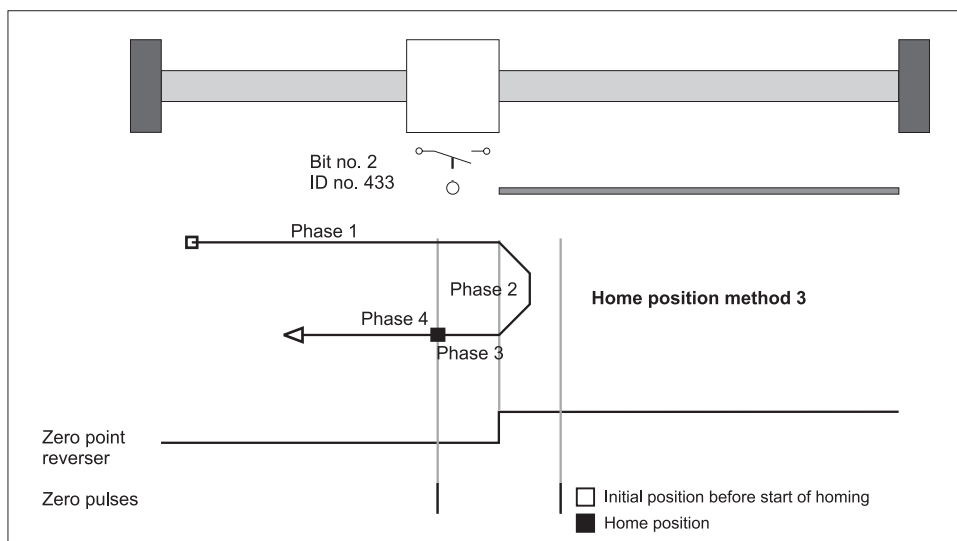 Bit no. 2
ID no. 433
Phase 1
Phase 2
Home position method 3
Phase 4
Phase 3
Zero point
reverser
Zero pulses
Initial position before start of homing
Home position